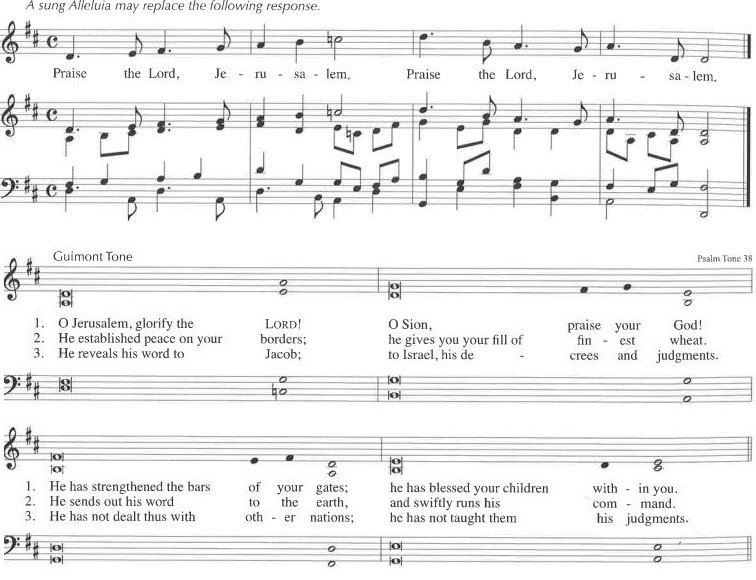 A sung Alleluia may replace the following response.
Praise the Lord, Je - ru - sa - lem, Praise the Lord, Je - ru - sa - lem.
Guimont Tone
Psalm Tone 38
1. O Jerusalem, glorify the LORD! O Sion, praise your God!
2. He established peace on your borders; he gives you your fill of fin - est wheat.
3. He reveals his word to Jacob; to Israel, his de - crees and judgments.
1. He has strengthened the bars of your gates; he has blessed your children with - in you.
2. He sends out his word to the earth, and swiftly runs his com - mand.
3. He has not dealt thus with oth - er nations; he has not taught them his judgments.